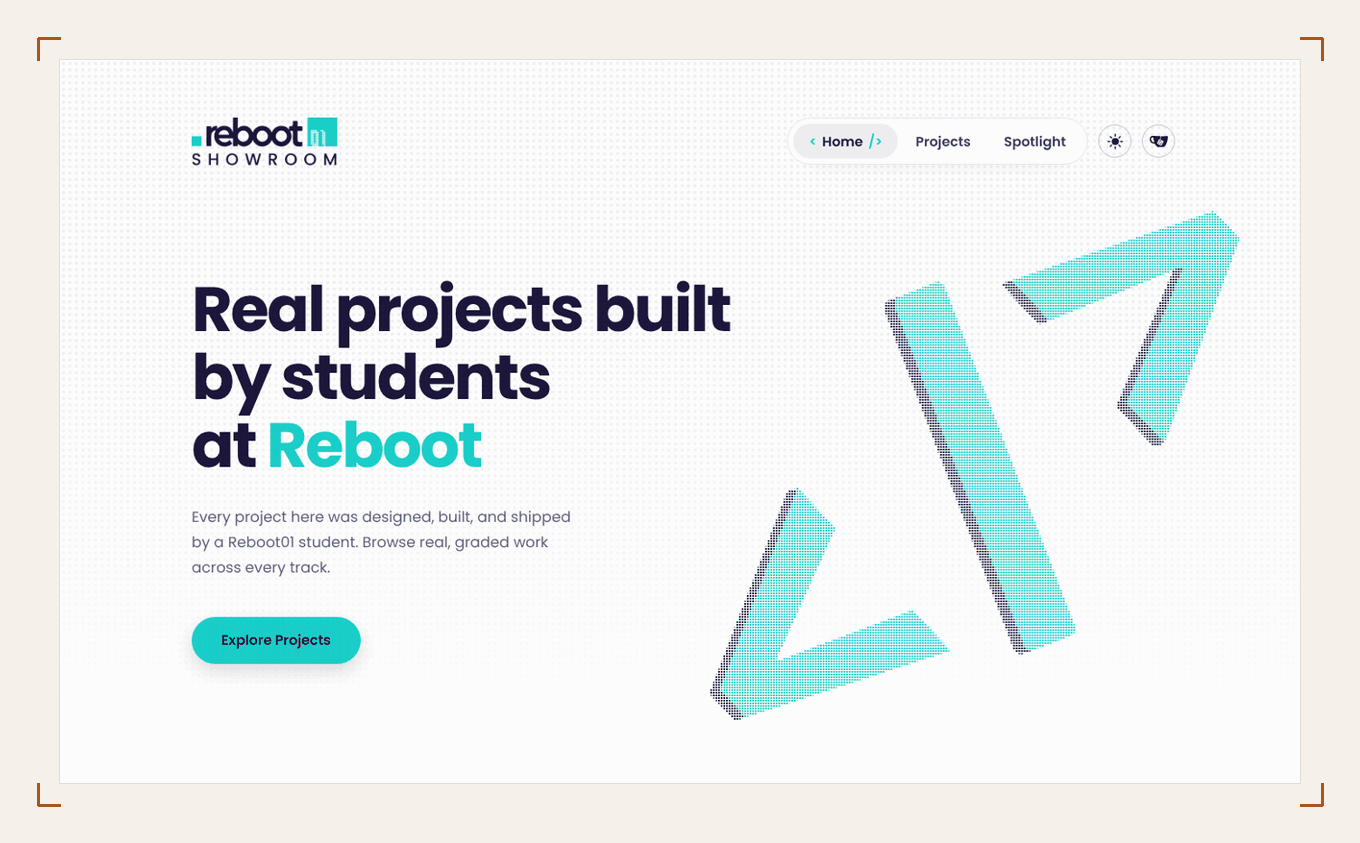 .reboot 01
SHOWROOM
< Home />
Projects
Spotlight
Real projects built
by students
at Reboot
Every project here was designed, built, and shipped
by a Reboot01 student. Browse real, graded work
across every track.
Explore Projects